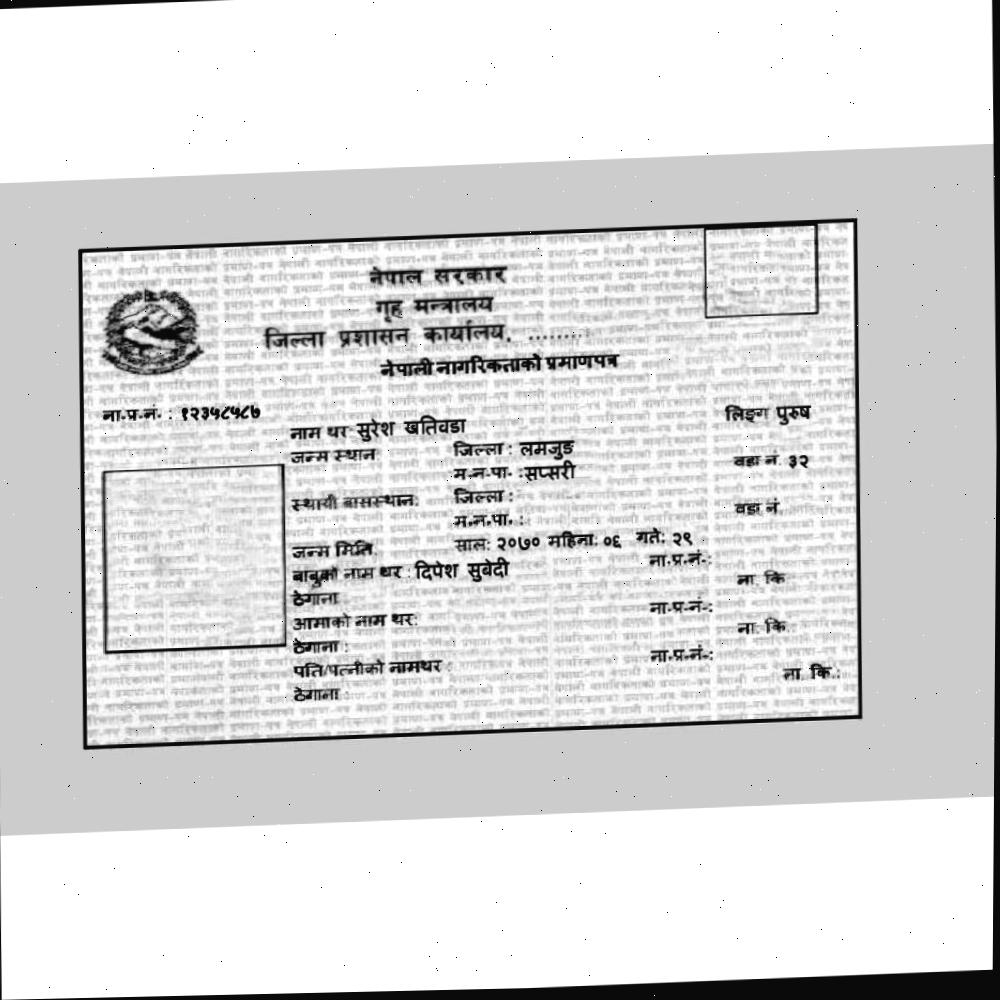 नेपाल सरकार
गृह मन्त्रालय
जिल्ला प्रशासन कार्यालय, ........
नेपाली नागरिकताको प्रमाणपत्र
ना.प्र.नं. : १२३५८५८७
लिङ्ग पुरुष
नाम थर सुरेश खतिवडा
जन्म स्थान जिल्ला : लमजुङ
म.न.पा. : सप्तरी वडा नं. ३२
स्थायी बासस्थान: जिल्ला :
म.न.पा. : वडा नं.
जन्म मिति साल: २०७० महिना: ०६ गते: २९
बाबुको नाम थर : दिपेश सुवेदी ना.प्र.नं-:
ठेगाना ना. कि
आमाको नाम थर: ना.प्र.नं-:
ठेगाना : ना. कि.
पति/पत्नीको नामथर : ना.प्र.नं-:
ठेगाना : ना. कि.: